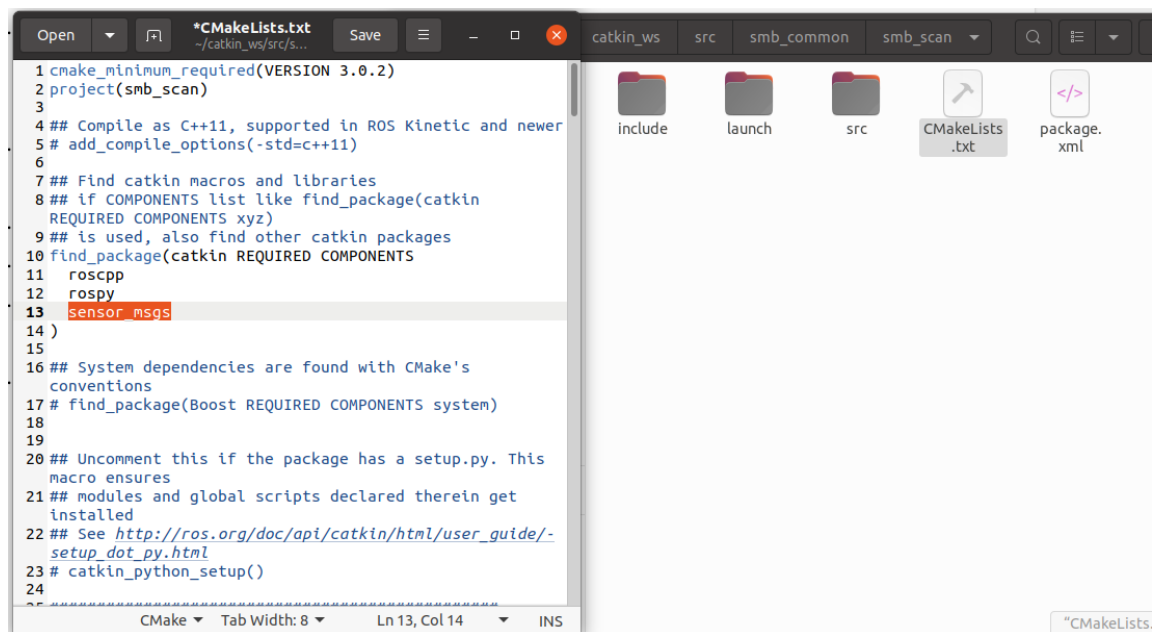 Open
*CMakeLists.txt
~/catkin_ws/src/s...
Save
1 cmake_minimum_required(VERSION 3.0.2)
2 project(smb_scan)
3
4 ## Compile as C++11, supported in ROS Kinetic and newer
5 # add_compile_options(-std=c++11)
6
7 ## Find catkin macros and libraries
8 ## if COMPONENTS list like find_package(catkin
REQUIRED COMPONENTS xyz)
9 ## is used, also find other catkin packages
10 find_package(catkin REQUIRED COMPONENTS
11   roscpp
12   rospy
13   sensor_msgs
14 )
15
16 ## System dependencies are found with CMake's
conventions
17 # find_package(Boost REQUIRED COMPONENTS system)
18
19
20 ## Uncomment this if the package has a setup.py. This
macro ensures
21 ## modules and global scripts declared therein get
installed
22 ## See http://ros.org/doc/api/catkin/html/user_guide/-
setup_dot_py.html
23 # catkin_python_setup()
24
CMake Tab Width: 8 Ln 13, Col 14 INS
catkin_ws src smb_common smb_scan
include
launch
src
CMakeLists
.txt
package.
xml
"CMakeLists.